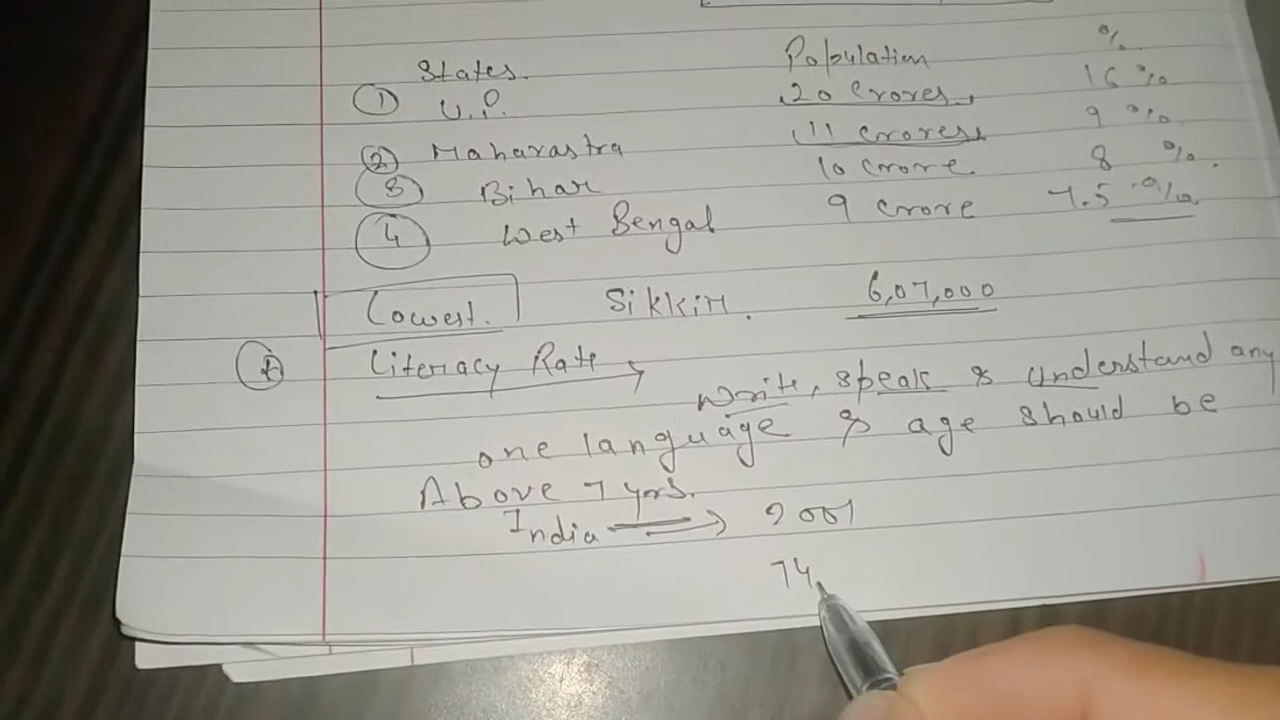 States. Population %
① U.P. 20 crores. 16 %
② Maharastra 11 crores 9 %
③ Bihar 10 crore. 8 %.
④ West Bengal 9 crore 7.5 %
Lowest. SikkiM. 6,07,000
Literacy Rate → write, speak & understand any
one language & age should be
Above 7 yrs.
India → 2001
74